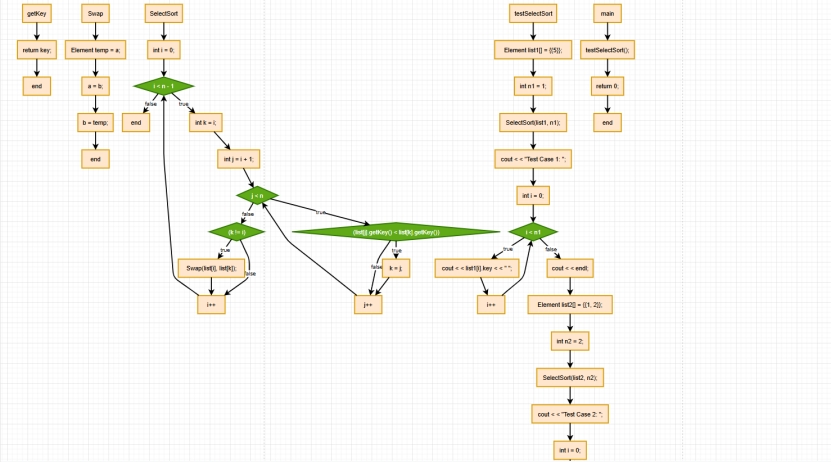 getKey
return key;
end
Swap
Element temp = a;
a = b;
b = temp;
end
SelectSort
int i = 0;
i < n - 1
false
true
end
int k = i;
int j = i + 1;
j < n
false
true
(k != i)
true
false
Swap(list[i], list[k]);
i++
(list[j].getKey() < list[k].getKey())
true
false
k = j;
j++
testSelectSort
Element list1[] = {{5}};
int n1 = 1;
SelectSort(list1, n1);
cout < < "Test Case 1: ";
int i = 0;
i < n1
true
false
cout < < list1[i].key < < " ";
i++
cout < < endl;
Element list2[] = {{1, 2}};
int n2 = 2;
SelectSort(list2, n2);
cout < < "Test Case 2: ";
int i = 0;
main
testSelectSort();
return 0;
end